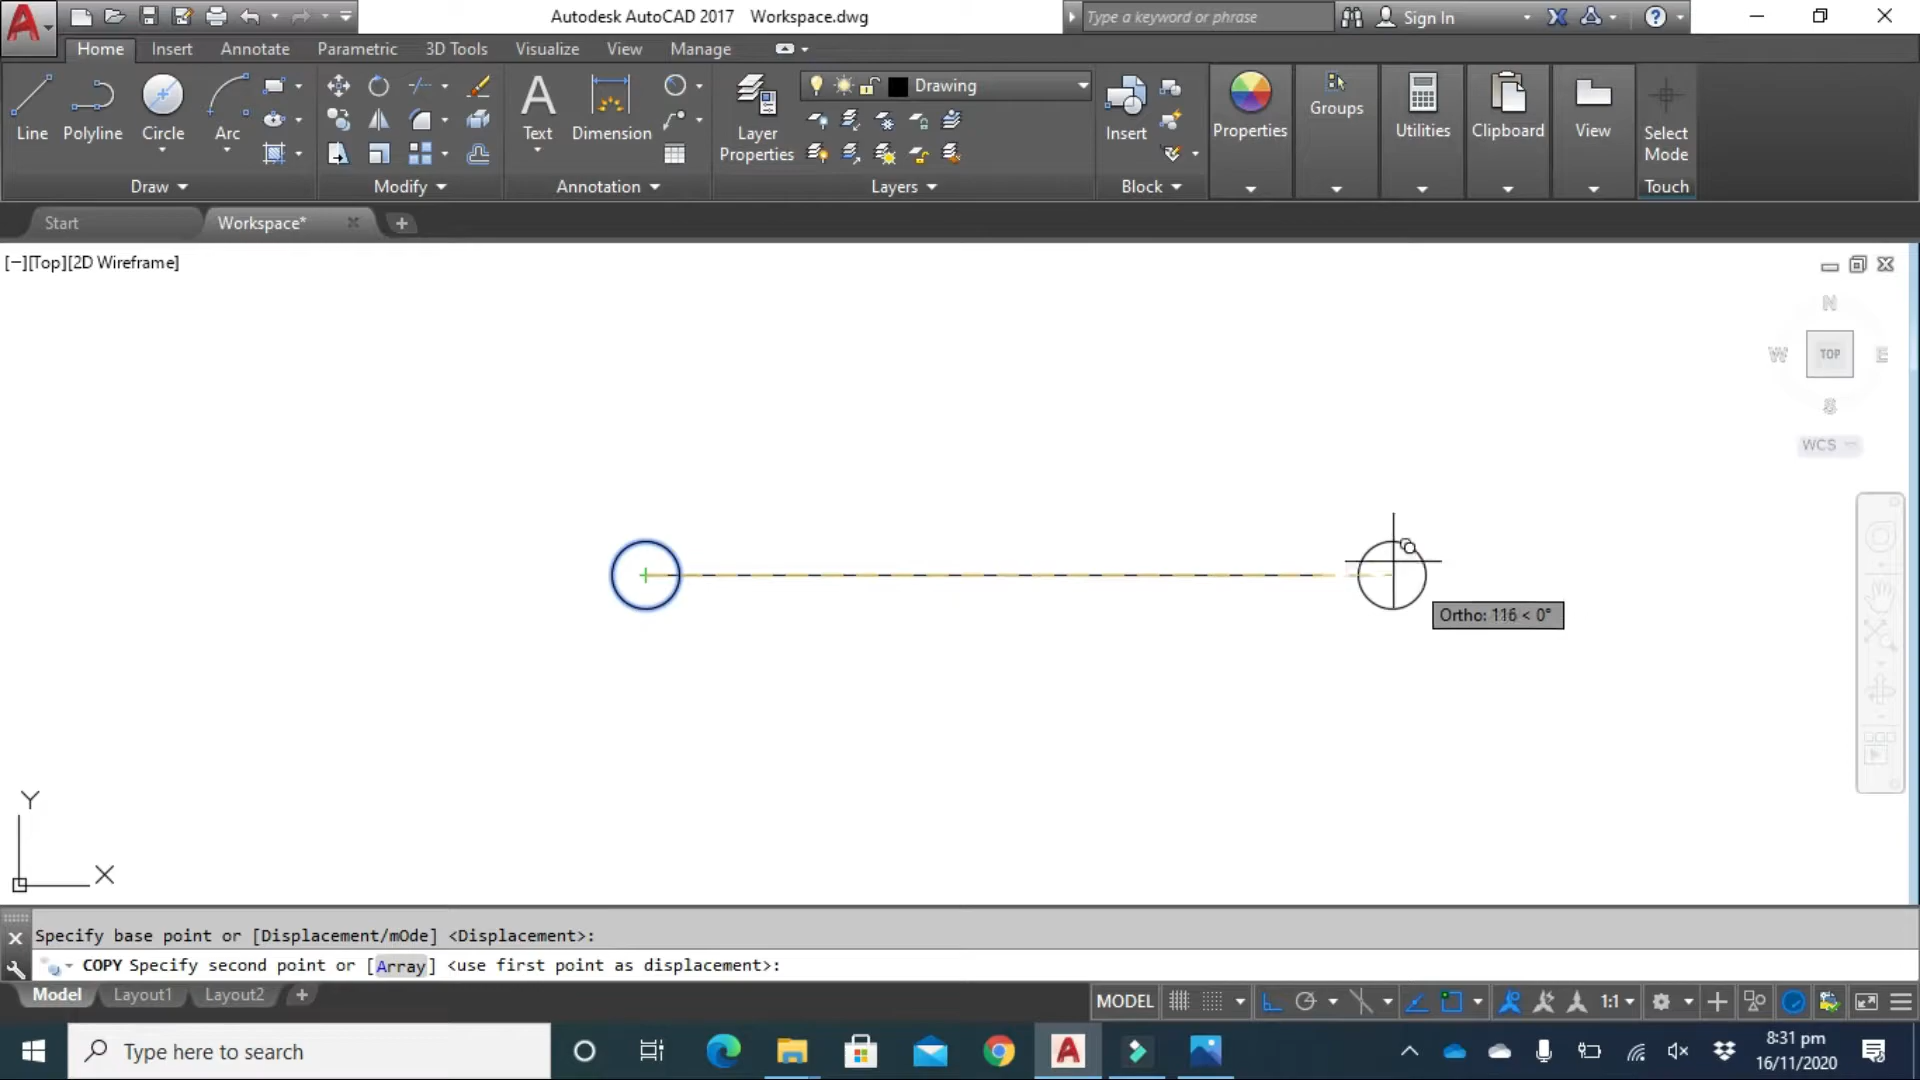 Autodesk AutoCAD 2017 Workspace.dwg
Type a keyword or phrase
Sign In
Home Insert Annotate Parametric 3D Tools Visualize View Manage
Line Polyline Circle Arc
Text Dimension
Layer Properties
Drawing
Insert
Properties
Groups
Utilities
Clipboard
View
Select Mode
Draw Modify Annotation Layers Block Touch
Start Workspace*
[−][Top][2D Wireframe]
N
W TOP E
S
WCS
Ortho: 116 < 0°
Y
X
Specify base point or [Displacement/mOde] <Displacement>:
COPY Specify second point or [Array] <use first point as displacement>:
Model Layout1 Layout2
MODEL 1:1
Type here to search
8:31 pm
16/11/2020